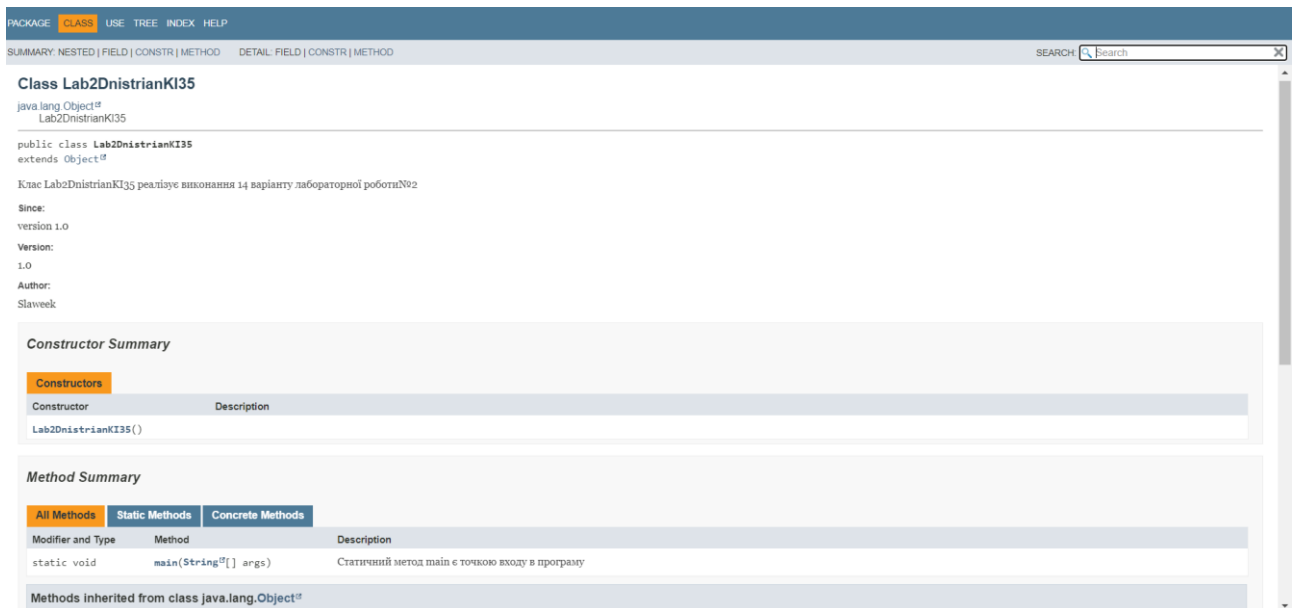 PACKAGE CLASS USE TREE INDEX HELP
SUMMARY: NESTED | FIELD | CONSTR | METHOD DETAIL: FIELD | CONSTR | METHOD SEARCH: Search
Class Lab2DnistrianKI35
java.lang.Object
Lab2DnistrianKI35
public class Lab2DnistrianKI35
extends Object
Клас Lab2DnistrianKI35 реалізує виконання 14 варіанту лабораторної роботи№2
Since:
version 1.0
Version:
1.0
Author:
Slaweek
Constructor Summary
Constructors
Constructor Description
Lab2DnistrianKI35()
Method Summary
All Methods Static Methods Concrete Methods
Modifier and Type Method Description
static void main(String[] args) Статичний метод main є точкою входу в програму
Methods inherited from class java.lang.Object